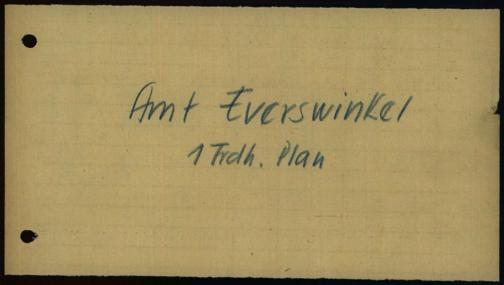 Amt Everswinkel
1 Frdh. Plan